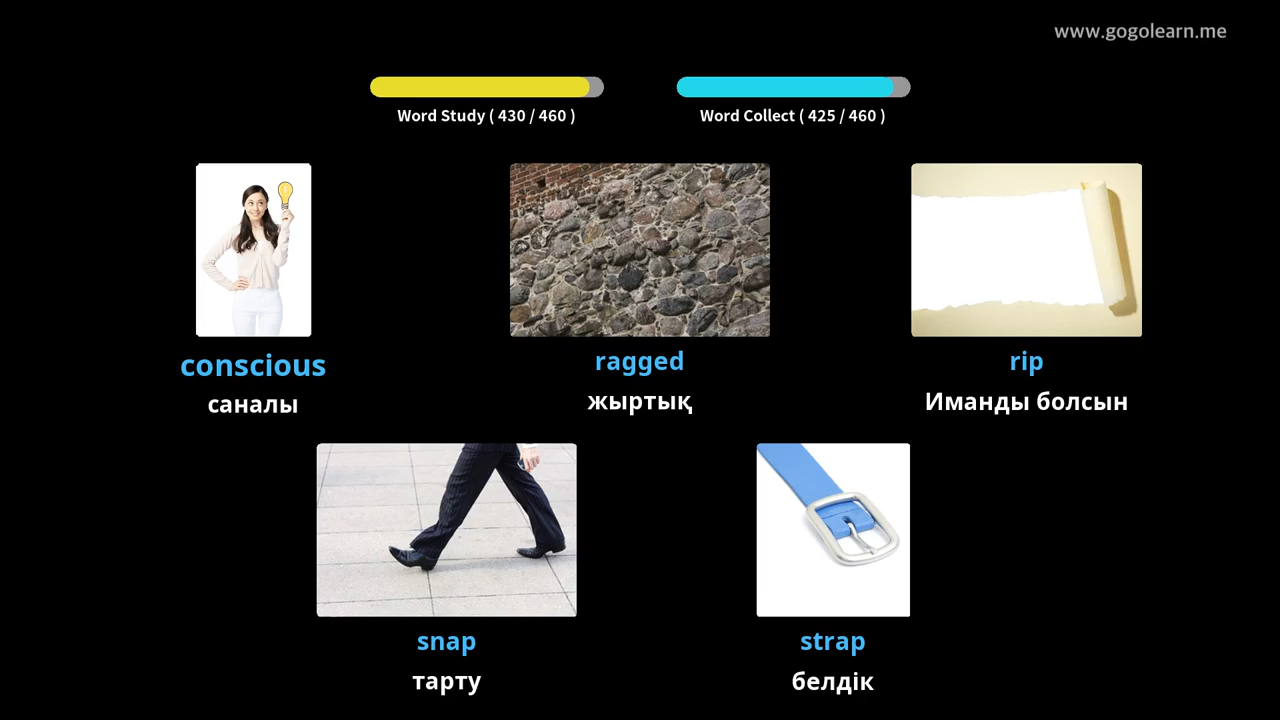 www.gogolearn.me
Word Study ( 430 / 460 )
Word Collect ( 425 / 460 )
conscious
саналы
ragged
жыртық
rip
Иманды болсын
snap
тарту
strap
белдік